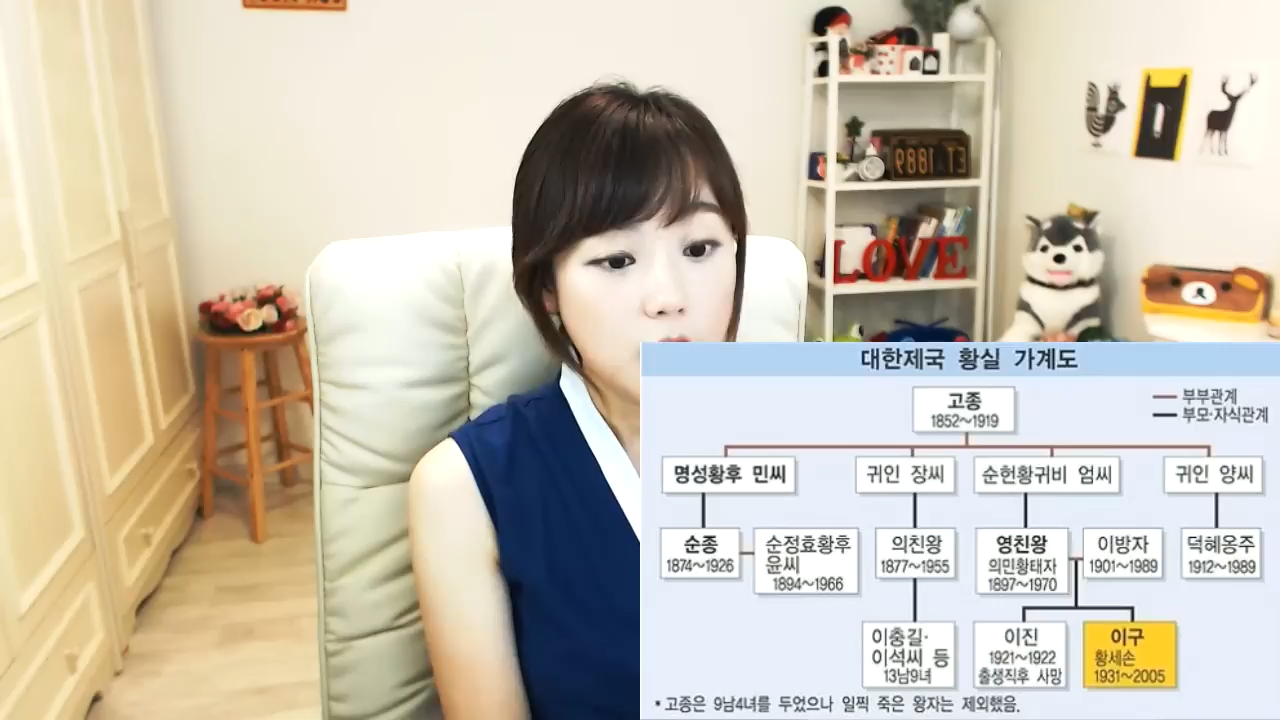 ET 1889
LOVE
대한제국 황실 가계도
고종
1852~1919
부부관계
부모·자식관계
명성황후 민씨
귀인 장씨
순헌황귀비 엄씨
귀인 양씨
순종
1874~1926
순정효황후
윤씨
1894~1966
의친왕
1877~1955
영친왕
의민황태자
1897~1970
이방자
1901~1989
덕혜옹주
1912~1989
이충길·
이석씨 등
13남9녀
이진
1921~1922
출생직후 사망
이구
황세손
1931~2005
* 고종은 9남4녀를 두었으나 일찍 죽은 왕자는 제외했음.